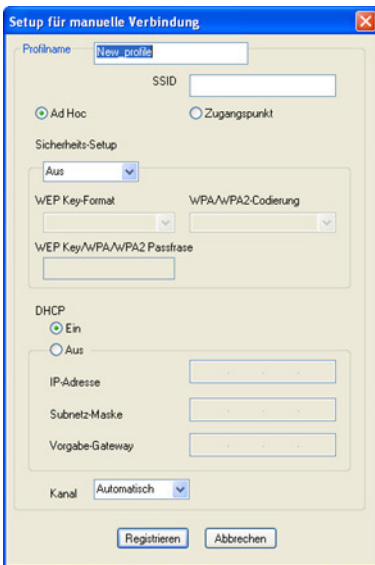 Setup für manuelle Verbindung
Profilname New_profile
SSID
Ad Hoc Zugangspunkt
Sicherheits-Setup
Aus
WEP Key-Format WPA/WPA2-Codierung
WEP Key/WPA/WPA2 Passfrase
DHCP
Ein
Aus
IP-Adresse
Subnetz-Maske
Vorgabe-Gateway
Kanal Automatisch
Registrieren Abbrechen